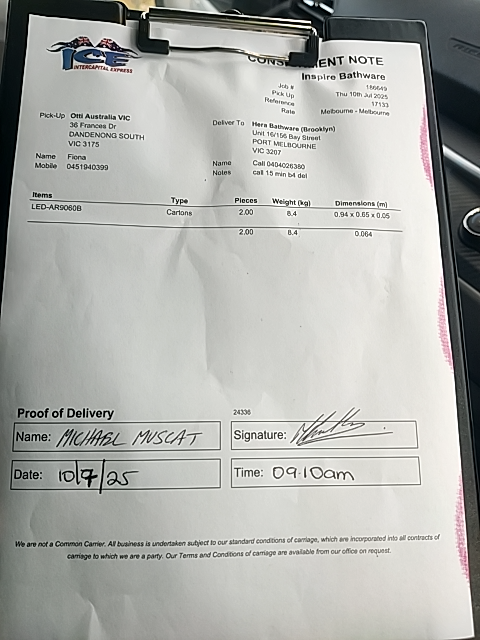 ICE
INTERCAPITAL EXPRESS
CONS ENT NOTE
Inspire Bathware
Job # 186649
Pick Up Thu 10th Jul 2025
Reference 17133
Rate Melbourne - Melbourne
Pick-Up Otti Australia VIC
36 Frances Dr
DANDENONG SOUTH
VIC 3175
Name Fiona
Mobile 0451940399
Deliver To Hera Bathware (Brooklyn)
Unit 16/156 Bay Street
PORT MELBOURNE
VIC 3207
Name Call 0404026380
Notes call 15 min b4 del
Items Type Pieces Weight (kg) Dimensions (m)
LED-AR9060B Cartons 2.00 8.4 0.94 x 0.65 x 0.05
2.00 8.4 0.064
Proof of Delivery 24336
Name: MICHAEL MUSCAT Signature:
Date: 10/7/25 Time: 09.10am
We are not a Common Carrier. All business is undertaken subject to our standard conditions of carriage, which are incorporated into all contracts of
carriage to which we are a party. Our Terms and Conditions of carriage are available from our office on request.